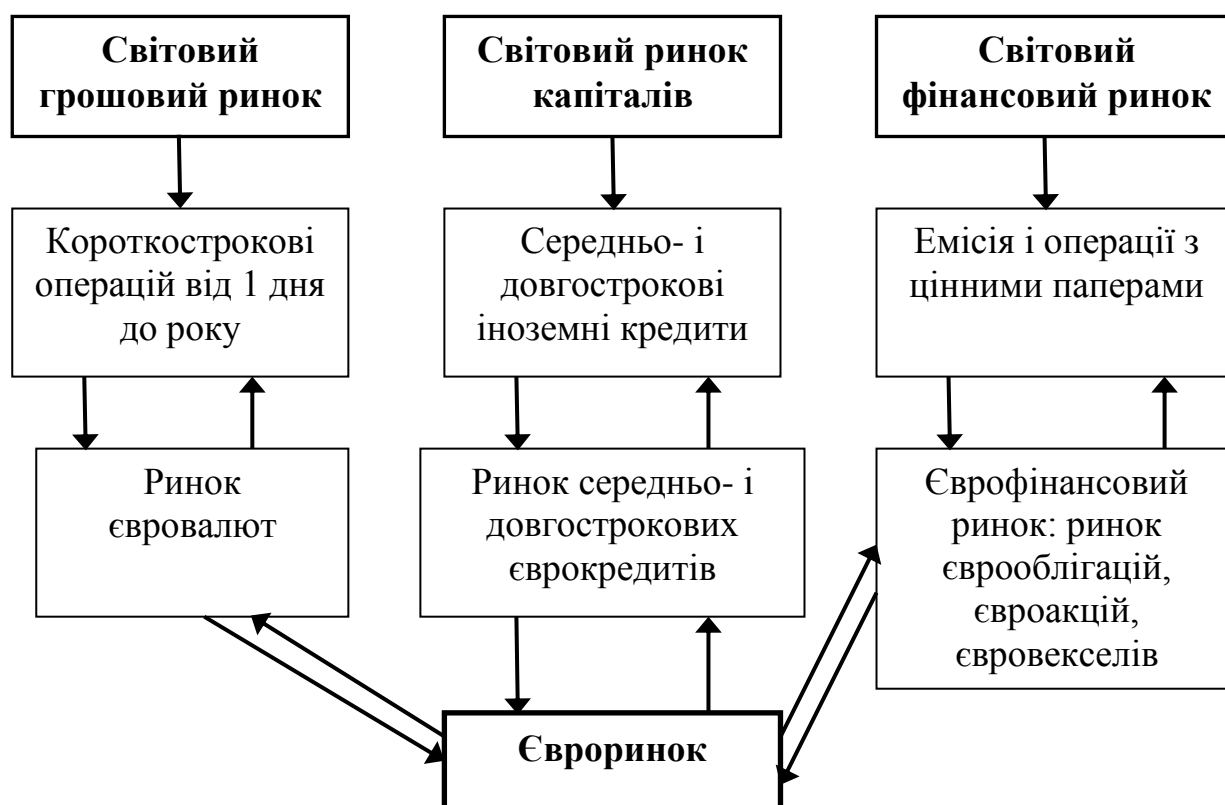 Світовий
грошовий ринок
Світовий ринок
капіталів
Світовий
фінансовий ринок
Короткострокові
операцій від 1 дня
до року
Середньо- і
довгострокові
іноземні кредити
Емісія і операції з
цінними паперами
Ринок
євровалют
Ринок середньо- і
довгострокових
єврокредитів
Єврофінансовий
ринок: ринок
єврооблігацій,
євроакцій,
євровекселів
Євроринок